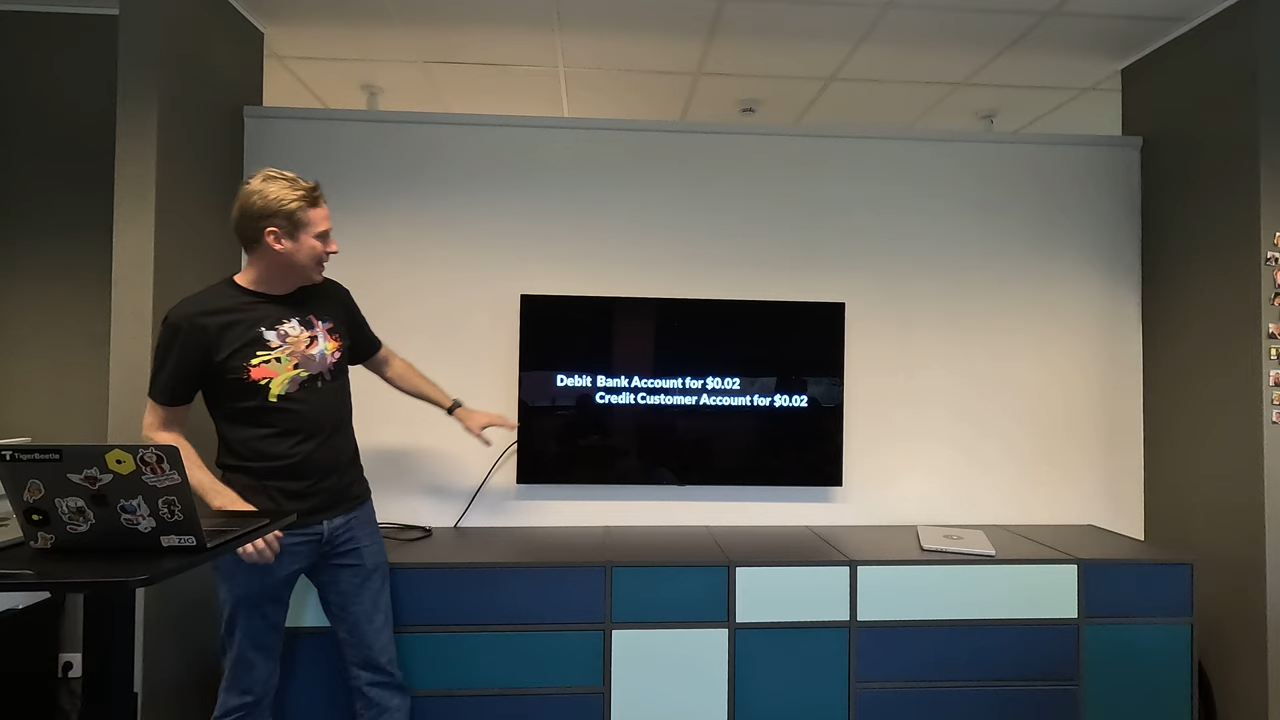 Debit Bank Account for $0.02
Credit Customer Account for $0.02
TigerBeetle
ZIG